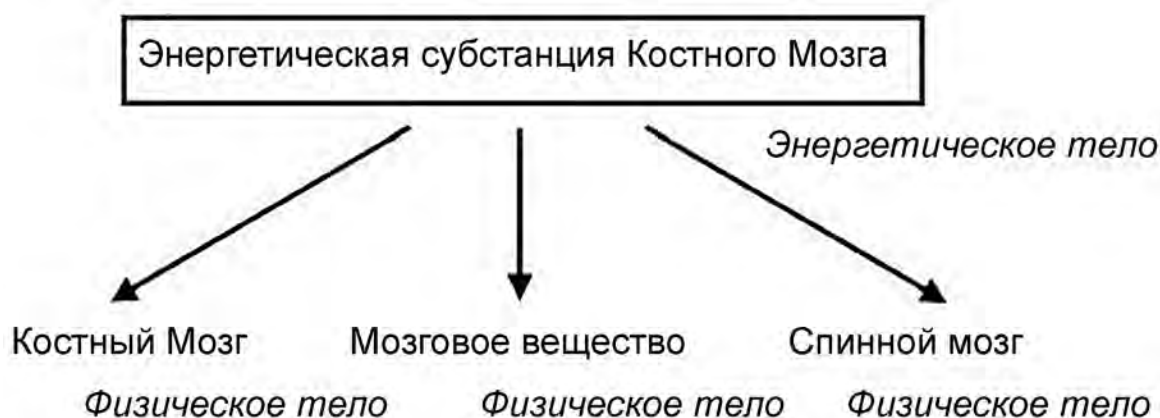 Энергетическая субстанция Костного Мозга
Энергетическое тело
Костный Мозг Мозговое вещество Спинной мозг
Физическое тело Физическое тело Физическое тело